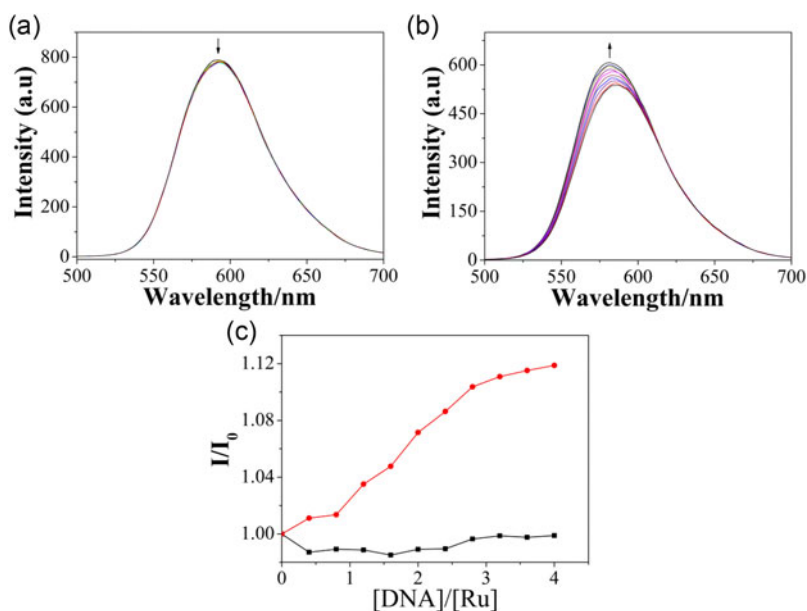 (a)
800
600
400
200
0
Intensity (a.u)
500 550 600 650 700
Wavelength/nm
(b)
600
450
300
150
0
Intensity (a.u)
500 550 600 650 700
Wavelength/nm
(c)
1.12
1.08
1.04
1.00
I/I₀
0 1 2 3 4
[DNA]/[Ru]